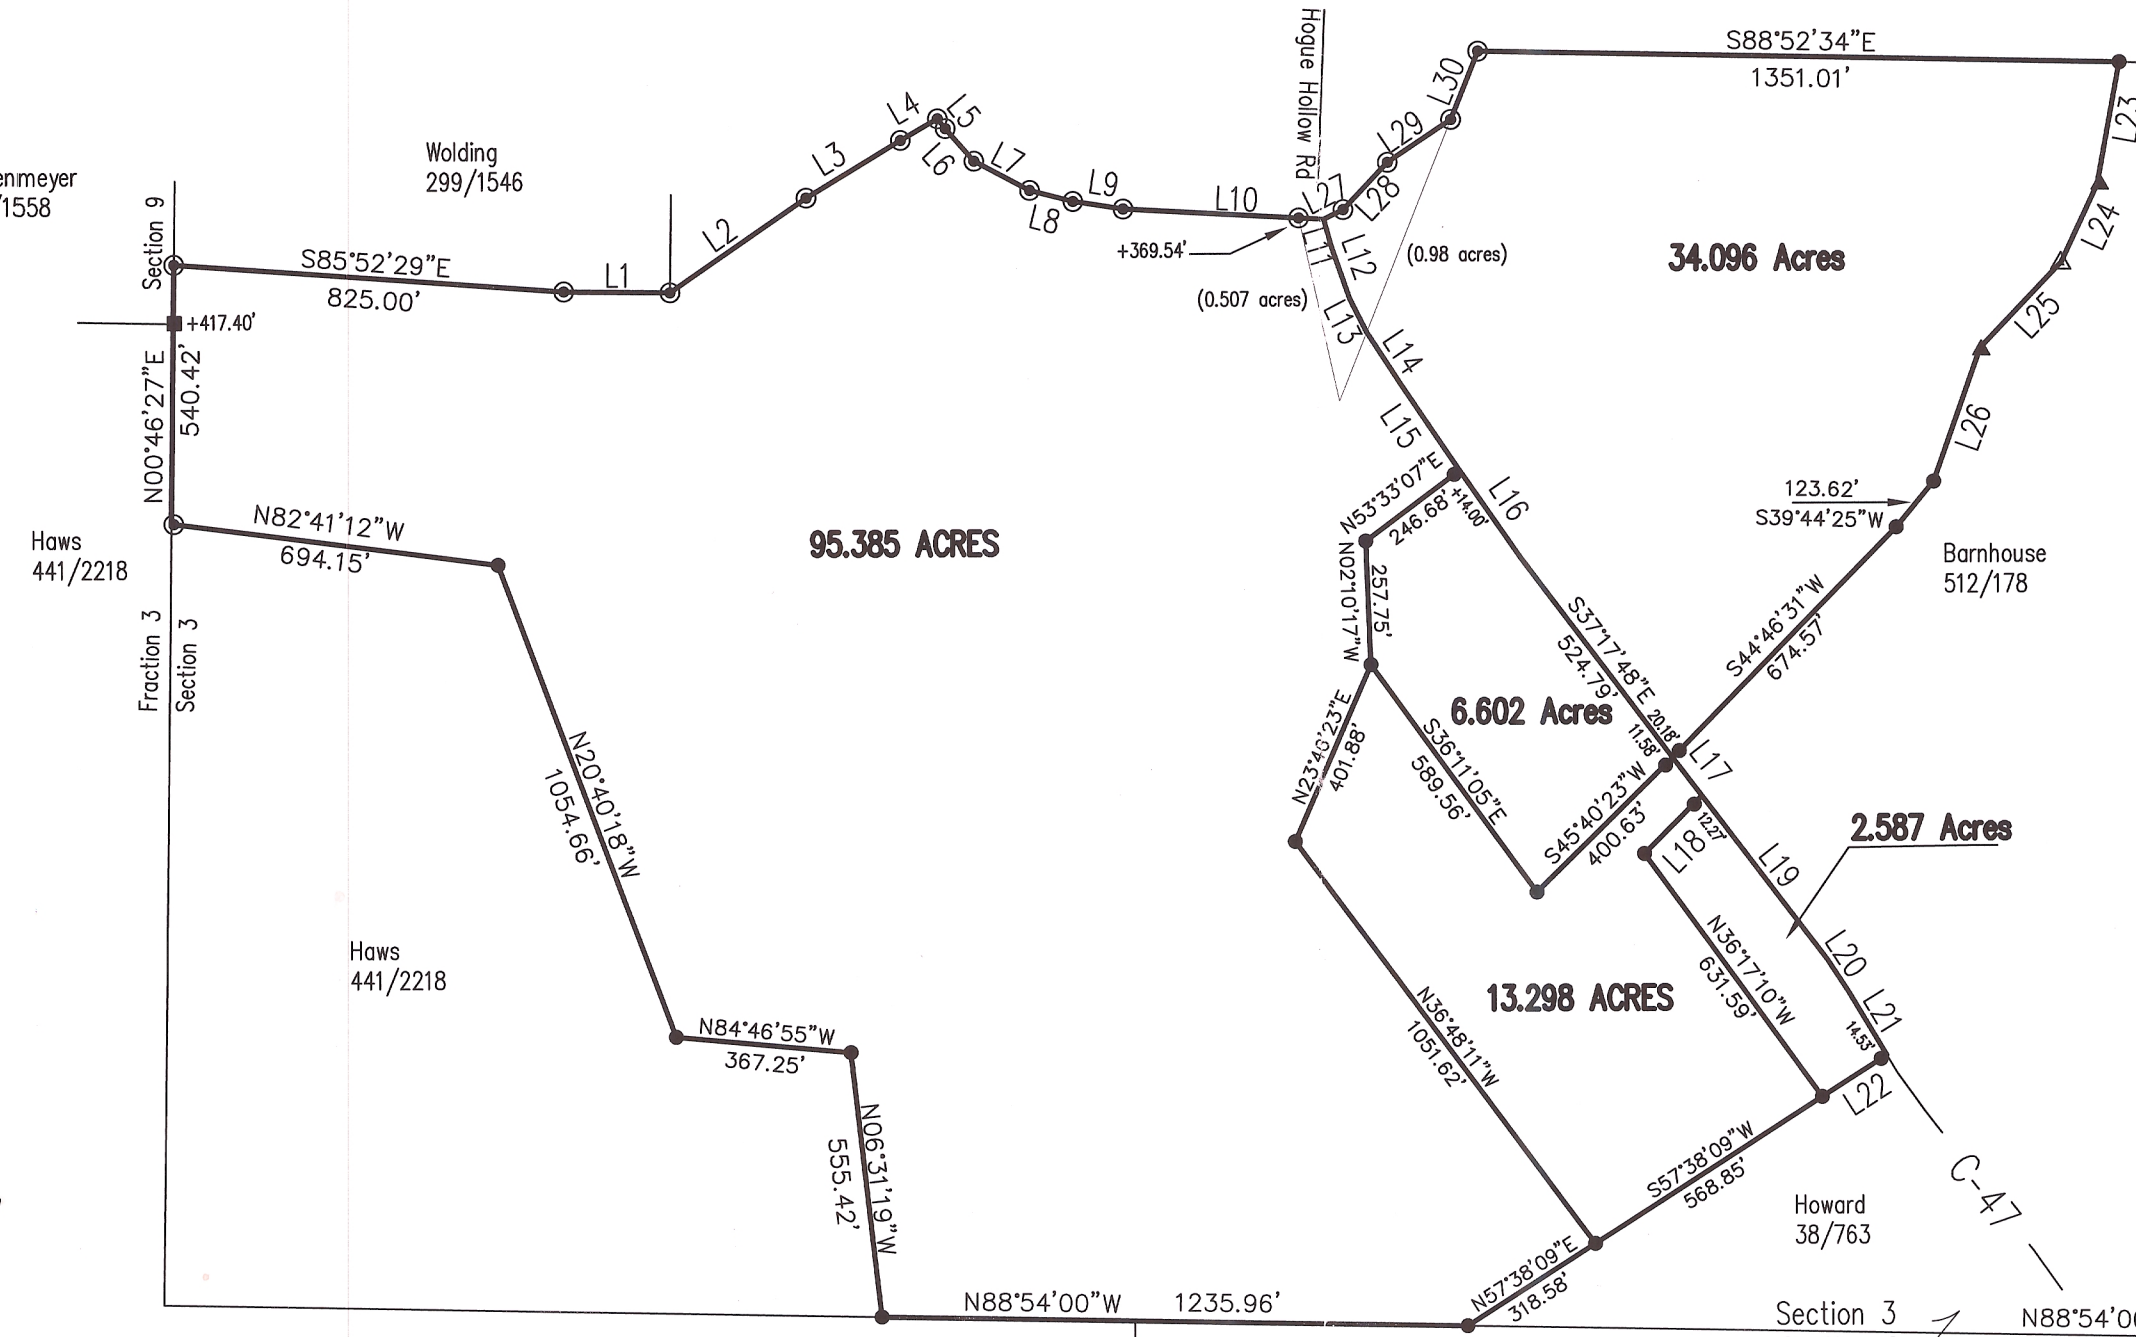 Hogue Hollow Rd
S88°52'34"E
1351.01'
L30
L23
L29
L28
L27
L24
L25
L26
L4
L5
L3
L6
L7
L9
L8
L10
L2
L1
Wolding
299/1546
enmeyer
/1558
Section 9
S85°52'29"E
825.00'
+417.40'
N00°46'27"E
540.42'
+369.54'
L11
L12
(0.98 acres)
(0.507 acres)
34.096 Acres
L13
L14
L15
L16
N82°41'12"W
694.15'
Haws
441/2218
95.385 ACRES
N53°33'07"E
246.68'
+14.00'
N02°10'17"W
257.75'
123.62'
S39°44'25"W
Barnhouse
512/178
S44°46'31"W
674.57'
S37°17'48"E
524.79'
Fraction 3
Section 3
6.602 Acres
20.18'
11.58'
L17
N23°46'23"E
401.88'
S36°11'05"E
589.56'
S45°40'23"W
400.63'
12.27'
L18
L19
2.587 Acres
N20°40'18"W
1054.66'
Haws
441/2218
N36°17'10"W
631.59'
L20
L21
14.53'
L22
13.298 ACRES
N36°48'11"W
1051.62'
N84°46'55"W
367.25'
N06°31'19"W
555.42'
S57°38'09"W
568.85'
C-47
Howard
38/763
N57°38'09"E
318.58'
N88°54'00"W 1235.96'
Section 3
N88°54'0